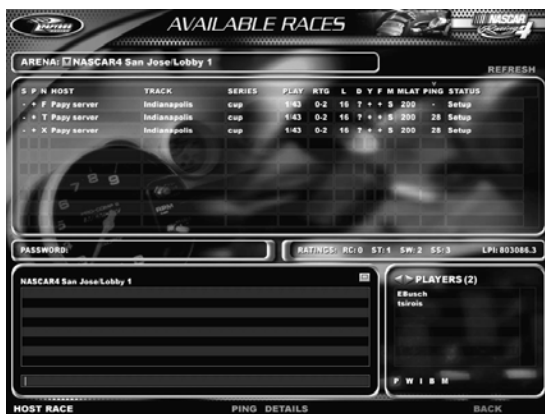 Papyrus
AVAILABLE RACES
NASCAR Racing 4
ARENA: NASCAR4 San Jose/Lobby 1
REFRESH
S P N HOST TRACK SERIES PLAY RTG L D Y F M MLAT PING STATUS
- + F Papy server Indianapolis cup 1/43 0-2 16 ? + + S 200 - Setup
- + T Papy server Indianapolis cup 1/43 0-2 16 ? + + S 200 28 Setup
- + X Papy server Indianapolis cup 1/43 0-2 16 ? + + S 200 28 Setup
PASSWORD:
RATINGS: RC:0 ST:1 SW:2 SS:3 LPI:803086.3
NASCAR4 San Jose/Lobby 1
PLAYERS (2)
EBusch
tsirois
P W I B M
HOST RACE
PING DETAILS
BACK